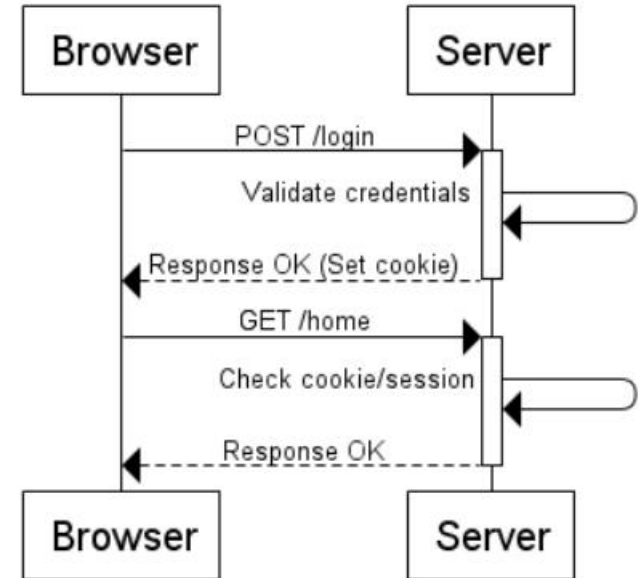 Browser
Server
POST /login
Validate credentials
Response OK (Set cookie)
GET /home
Check cookie/session
Response OK
Browser
Server